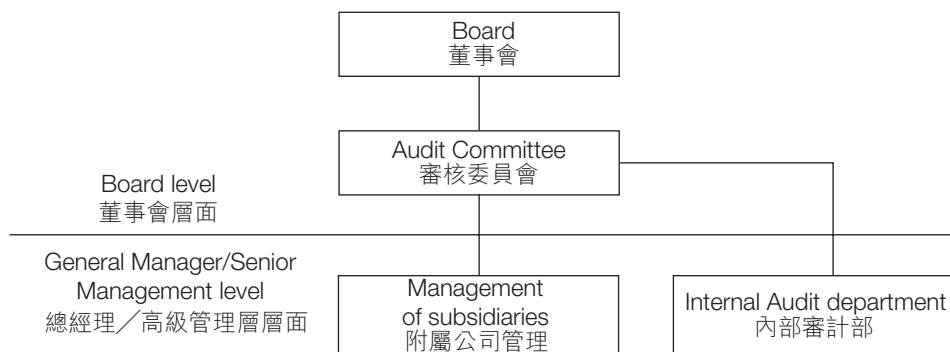 Board
董事會
Audit Committee
審核委員會
Board level
董事會層面
General Manager/Senior
Management level
總經理／高級管理層層面
Management
of subsidiaries
附屬公司管理
Internal Audit department
內部審計部